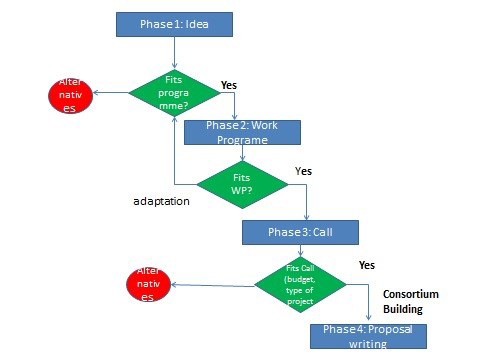 Phase 1: Idea
Fits
progra
mme?
Yes
Alter
nativ
es
Phase 2: Work
Programe
Fits
WP?
Yes
adaptation
Phase 3: Call
Fits Call
(budget,
type of
project
Yes
Alter
nativ
es
Consortium
Building
Phase 4: Proposal
writing